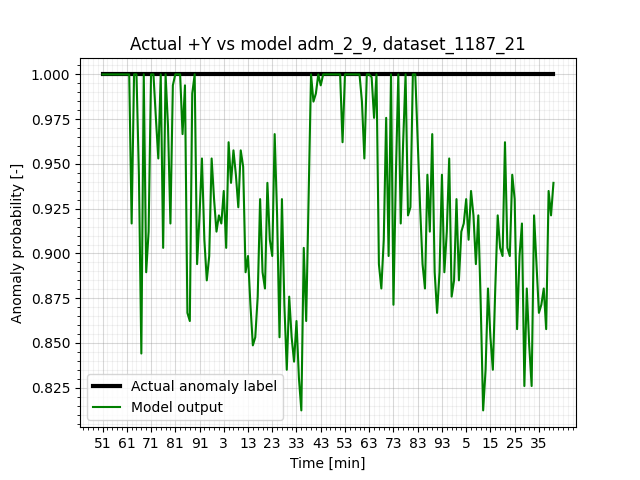 Actual +Y vs model adm_2_9, dataset_1187_21
1.000
0.975
0.950
0.925
0.900
0.875
0.850
0.825
Anomaly probability [-]
Actual anomaly label
Model output
51 61 71 81 91 3 13 23 33 43 53 63 73 83 93 5 15 25 35
Time [min]